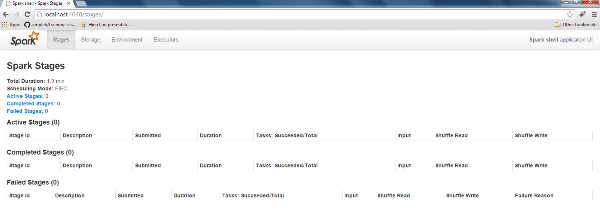 Spark shell - Spark Stages
localhost:4040/stages/
Apps
Other bookmarks
Spark Stages Storage Environment Executors Spark shell application UI
Spark Stages
Total Duration: 1.3 min
Scheduling Mode: FIFO
Active Stages: 0
Completed Stages: 0
Failed Stages: 0
Active Stages (0)
Stage Id Description Submitted Duration Tasks: Succeeded/Total Input Shuffle Read Shuffle Write
Completed Stages (0)
Stage Id Description Submitted Duration Tasks: Succeeded/Total Input Shuffle Read Shuffle Write
Failed Stages (0)
Stage Id Description Submitted Duration Tasks: Succeeded/Total Input Shuffle Read Shuffle Write Failure Reason